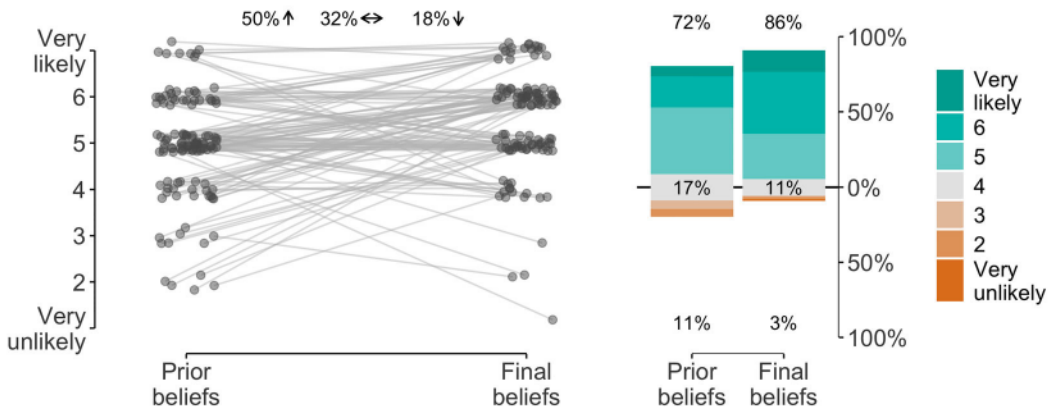 50%↑ 32%↔ 18%↓
Very
likely
6
5
4
3
2
Very
unlikely
Prior
beliefs
Final
beliefs
72% 86%
17% 11%
11% 3%
100%
50%
0%
50%
100%
Prior
beliefs
Final
beliefs
Very
likely
6
5
4
3
2
Very
unlikely